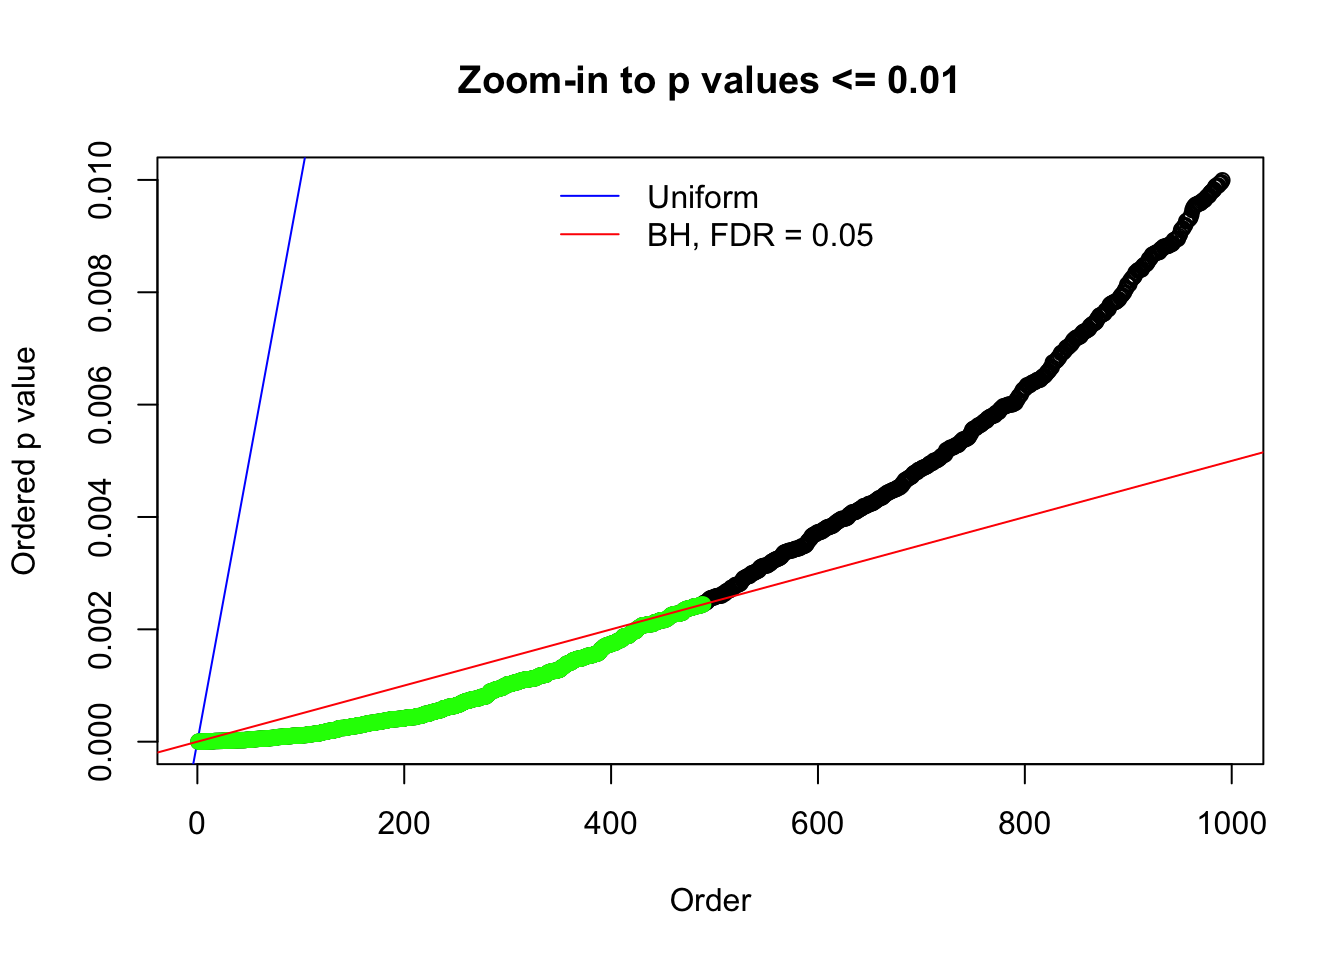 Zoom-in to p values <= 0.01
Uniform
BH, FDR = 0.05
Ordered p value
0.010
0.008
0.006
0.004
0.002
0.000
0 200 400 600 800 1000
Order